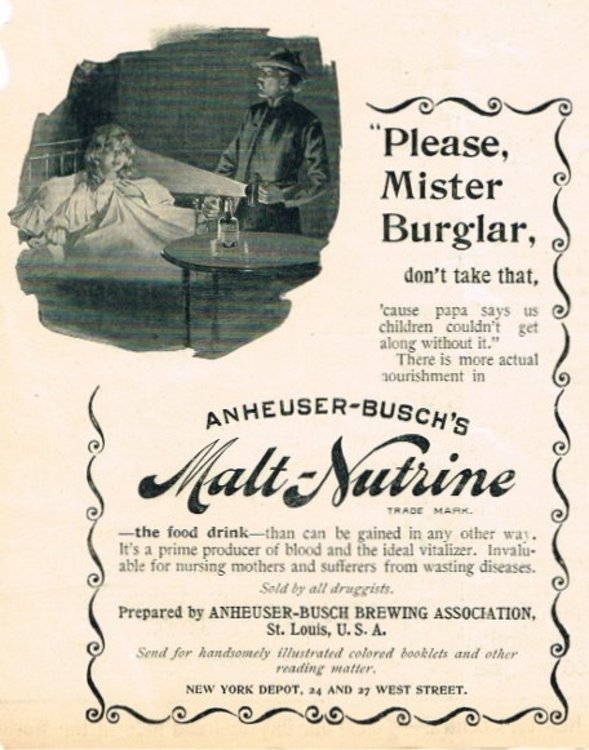 "Please,
Mister
Burglar,
don't take that,
'cause papa says us
children couldn't get
along without it."
There is more actual
nourishment in
ANHEUSER-BUSCH'S
Malt-Nutrine
TRADE MARK.
—the food drink—than can be gained in any other way.
It's a prime producer of blood and the ideal vitalizer. Invalu-
able for nursing mothers and sufferers from wasting diseases.
Sold by all druggists.
Prepared by ANHEUSER-BUSCH BREWING ASSOCIATION,
St. Louis, U. S. A.
Send for handsomely illustrated colored booklets and other
reading matter.
NEW YORK DEPOT, 24 AND 27 WEST STREET.